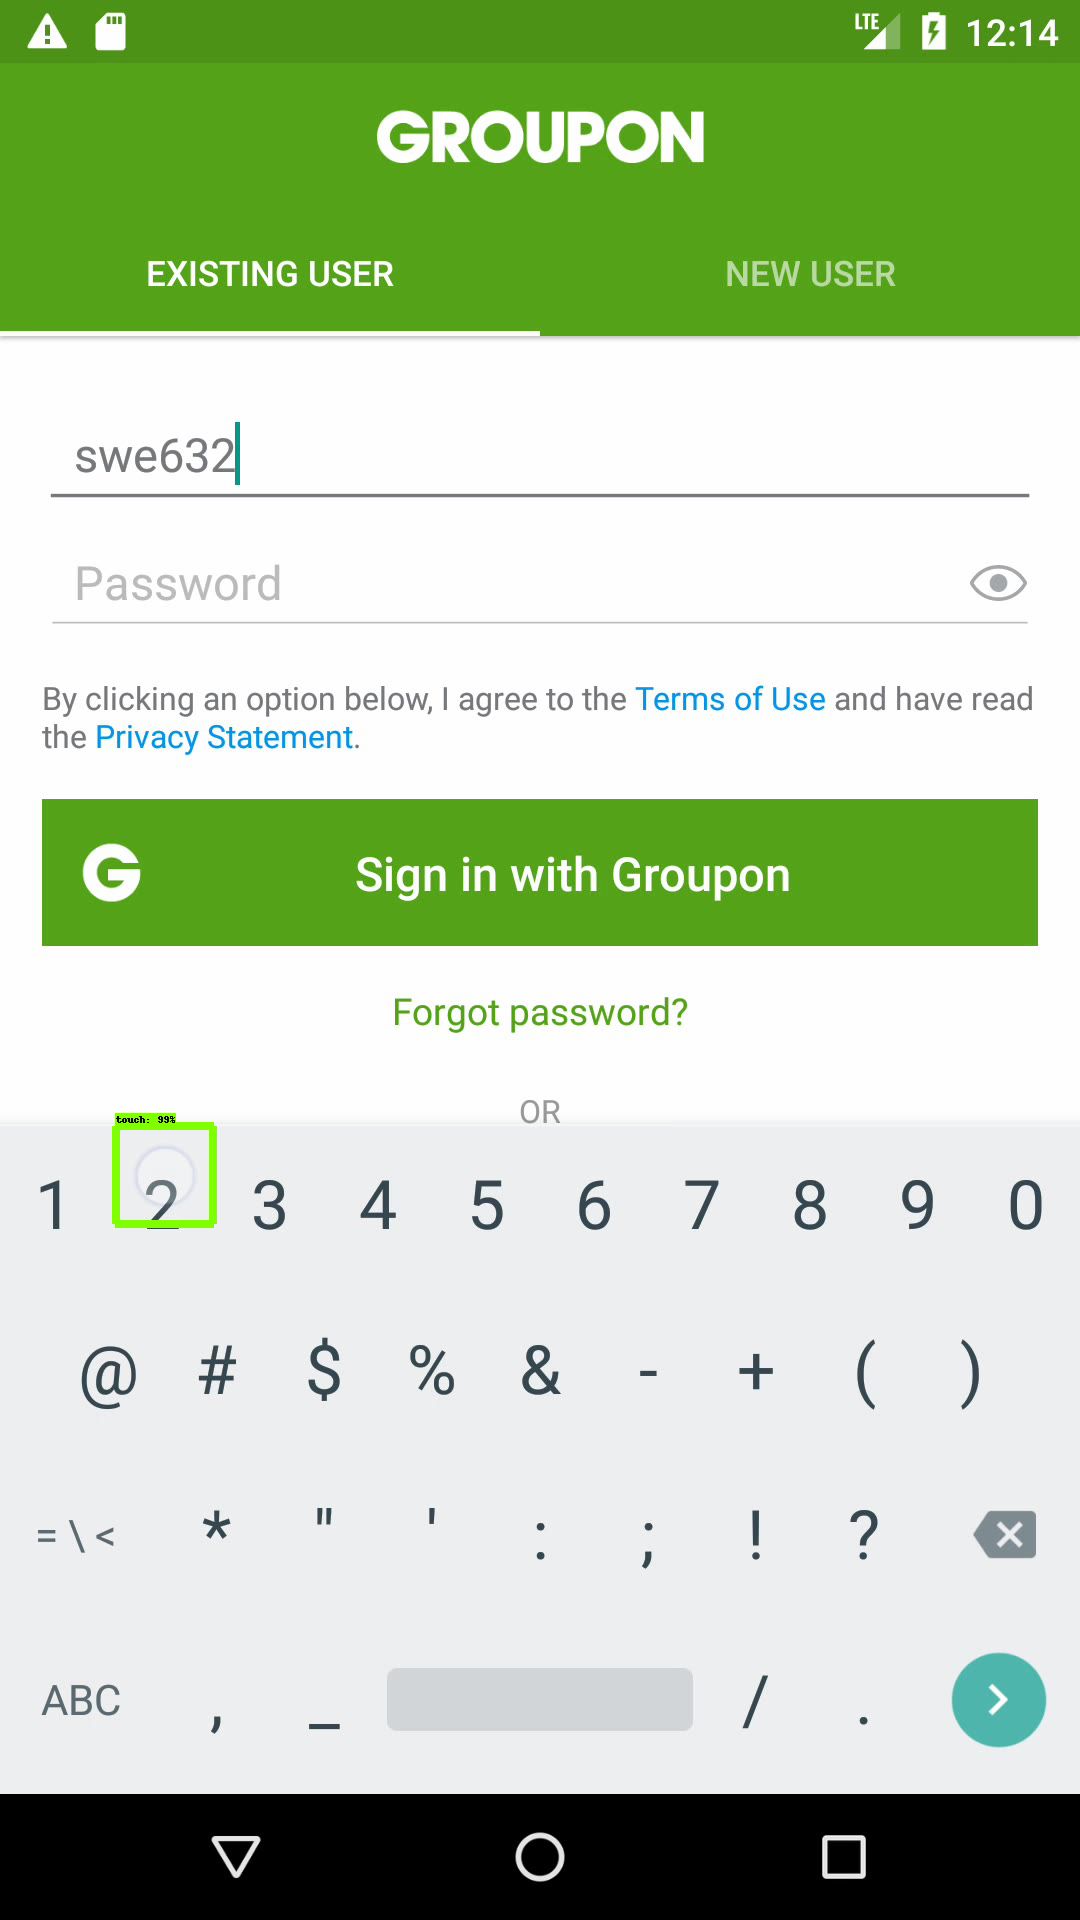 LTE 12:14
GROUPON
EXISTING USER NEW USER
swe632
Password
By clicking an option below, I agree to the Terms of Use and have read
the Privacy Statement.
G Sign in with Groupon
Forgot password?
OR
touch: 99%
1 2 3 4 5 6 7 8 9 0
@ # $ % & - + ( )
= \ < * " ' : ; ! ?
ABC , _ / .